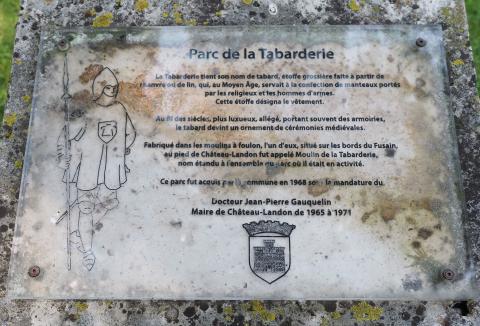 Parc de la Tabarderie
La Tabarderie tient son nom de tabard, étoffe grossière faite à partir de
chanvre ou de lin, qui, au Moyen Âge, servait à la confection de manteaux portés
par les religieux et les hommes d'armes.
Cette étoffe désigna le vêtement.
Au fil des siècles, plus luxueux, allégé, portant souvent des armoiries,
le tabard devint un ornement de cérémonies médiévales.
Fabriqué dans les moulins à foulon, l'un d'eux, situé sur les bords du Fusain,
au pied de Château-Landon fut appelé Moulin de la Tabarderie,
nom étandu à l'ensemble du parc où il était en activité.
Ce parc fut acquis par la commune en 1968 sous la mandature du.
Docteur Jean-Pierre Gauquelin
Maire de Château-Landon de 1965 à 1971